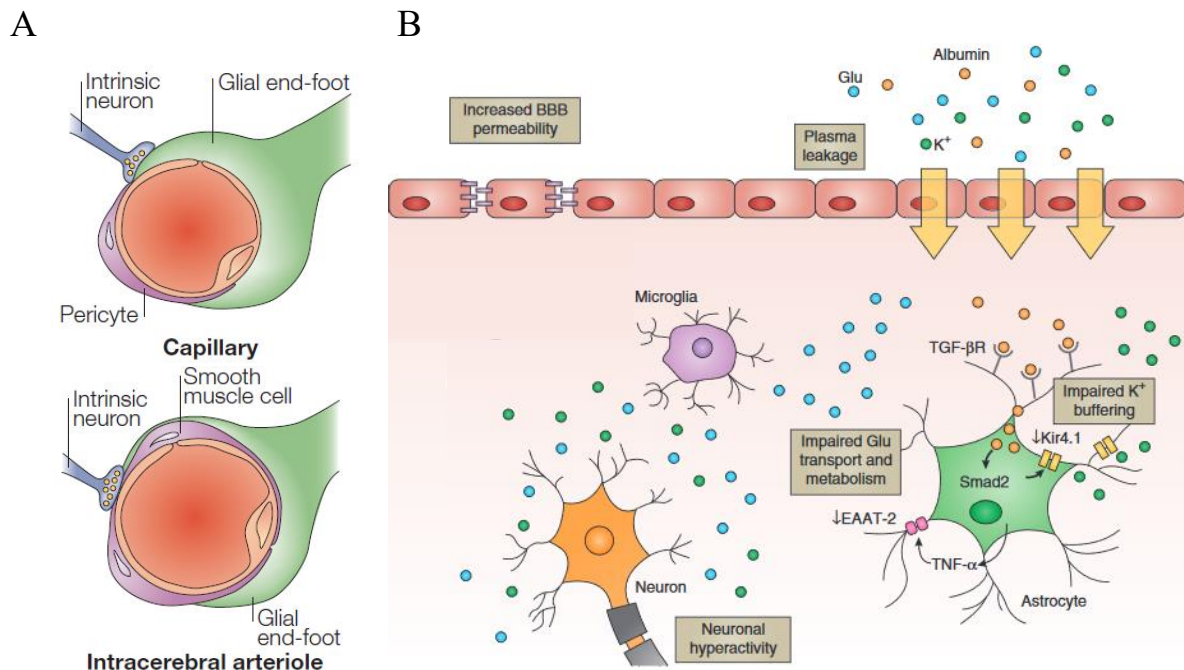 A
Intrinsic
neuron
Glial end-foot
Pericyte
Capillary
Intrinsic
neuron
Smooth
muscle cell
Glial
end-foot
Intracerebral arteriole
B
Increased BBB
permeability
Plasma
leakage
Glu
Albumin
K+
Microglia
TGF-βR
Impaired K+
buffering
Impaired Glu
transport and
metabolism
↓Kir4.1
Smad2
↓EAAT-2
TNF-α
Astrocyte
Neuron
Neuronal
hyperactivity